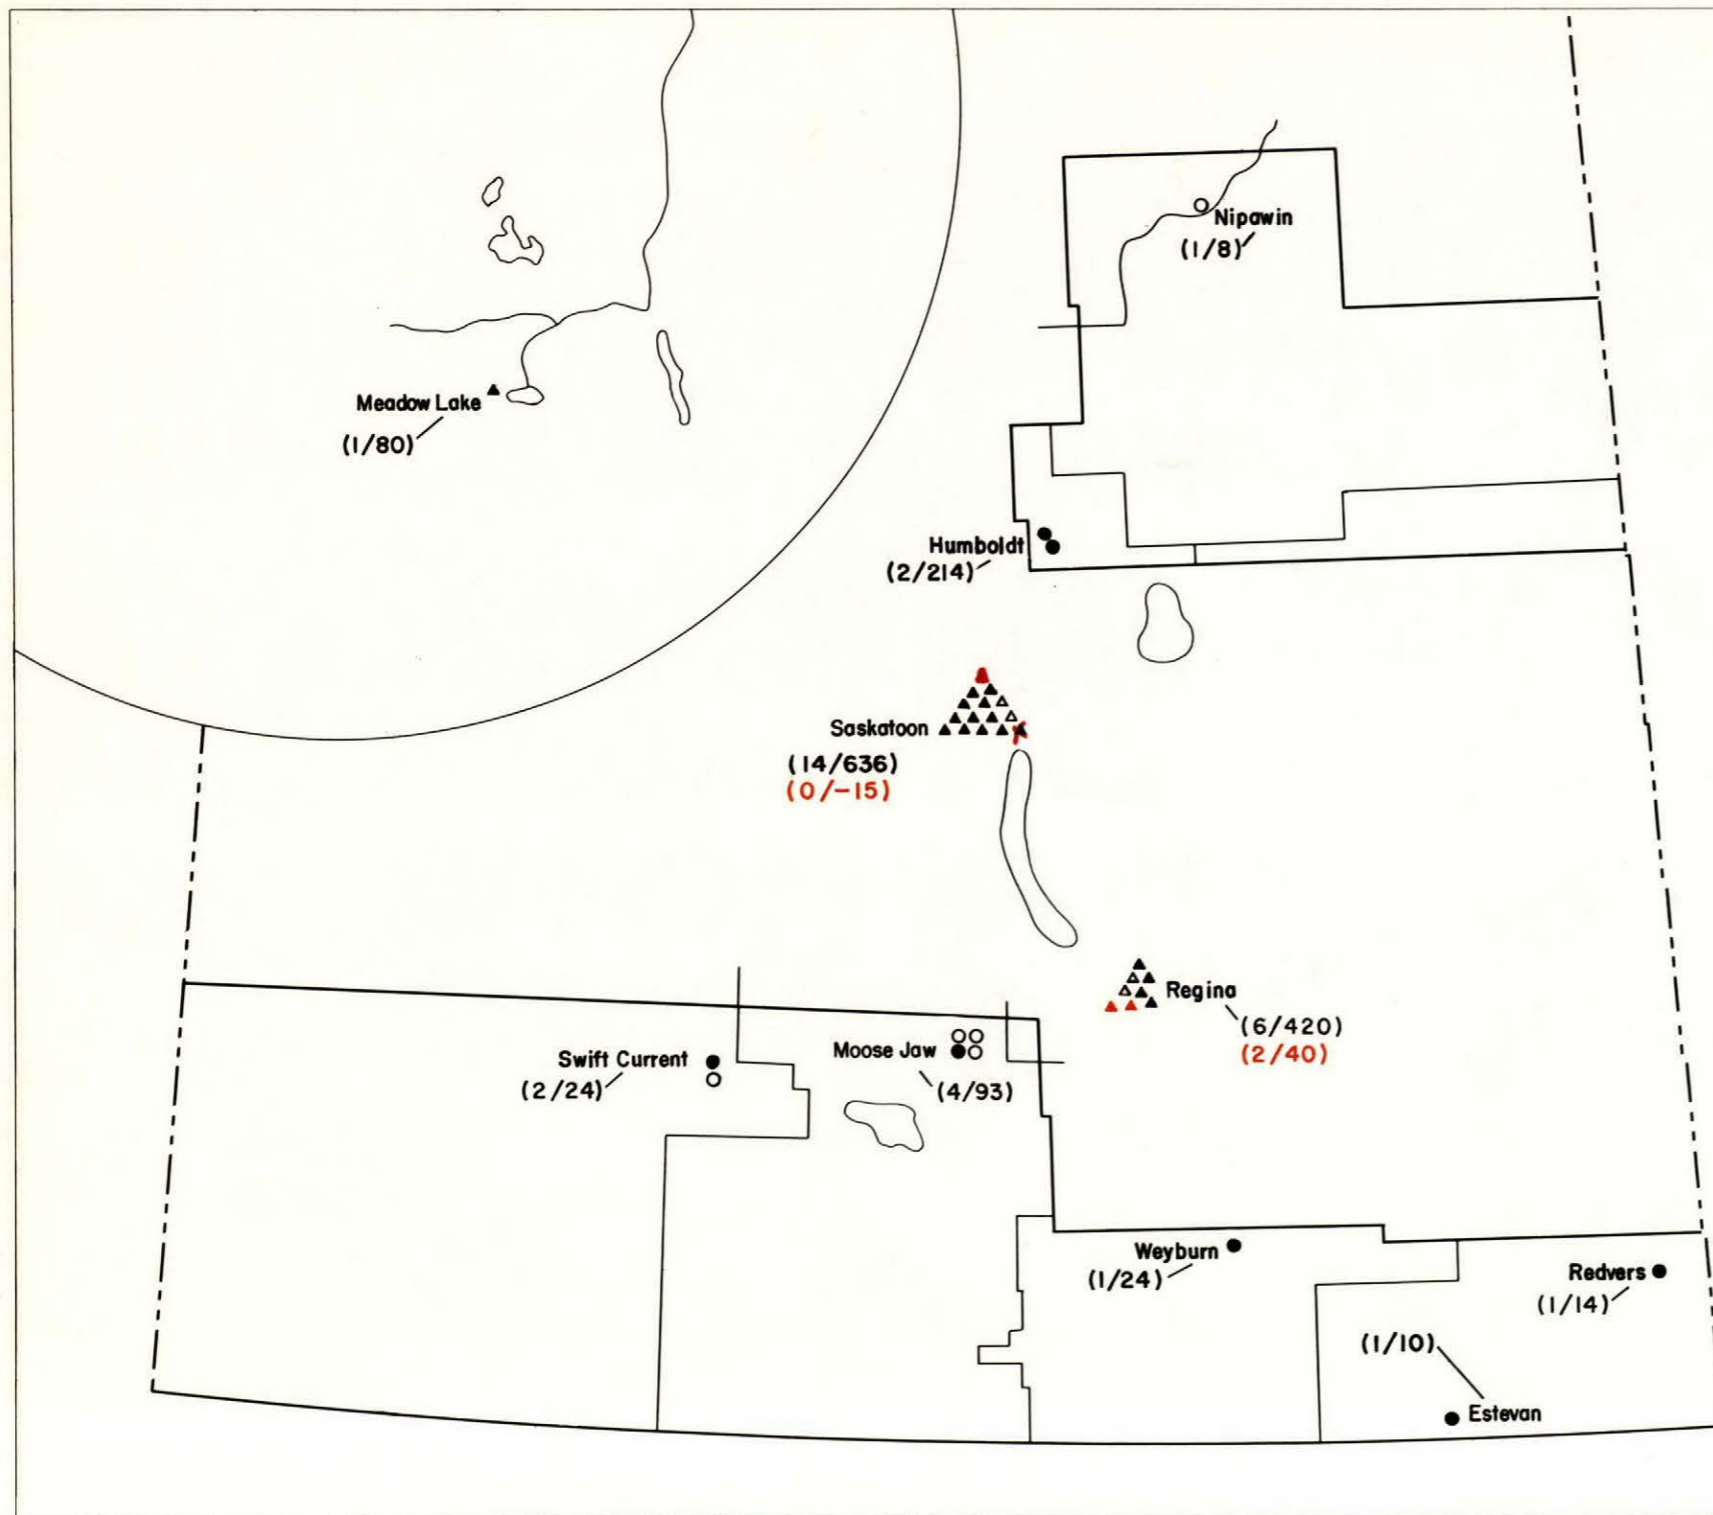 Nipawin
(1/8)
Meadow Lake
(1/80)
Humboldt
(2/214)
Saskatoon
(14/636)
(0/-15)
Regina
(6/420)
(2/40)
Swift Current
(2/24)
Moose Jaw
(4/93)
Weyburn
(1/24)
Redvers
(1/14)
(1/10)
Estevan